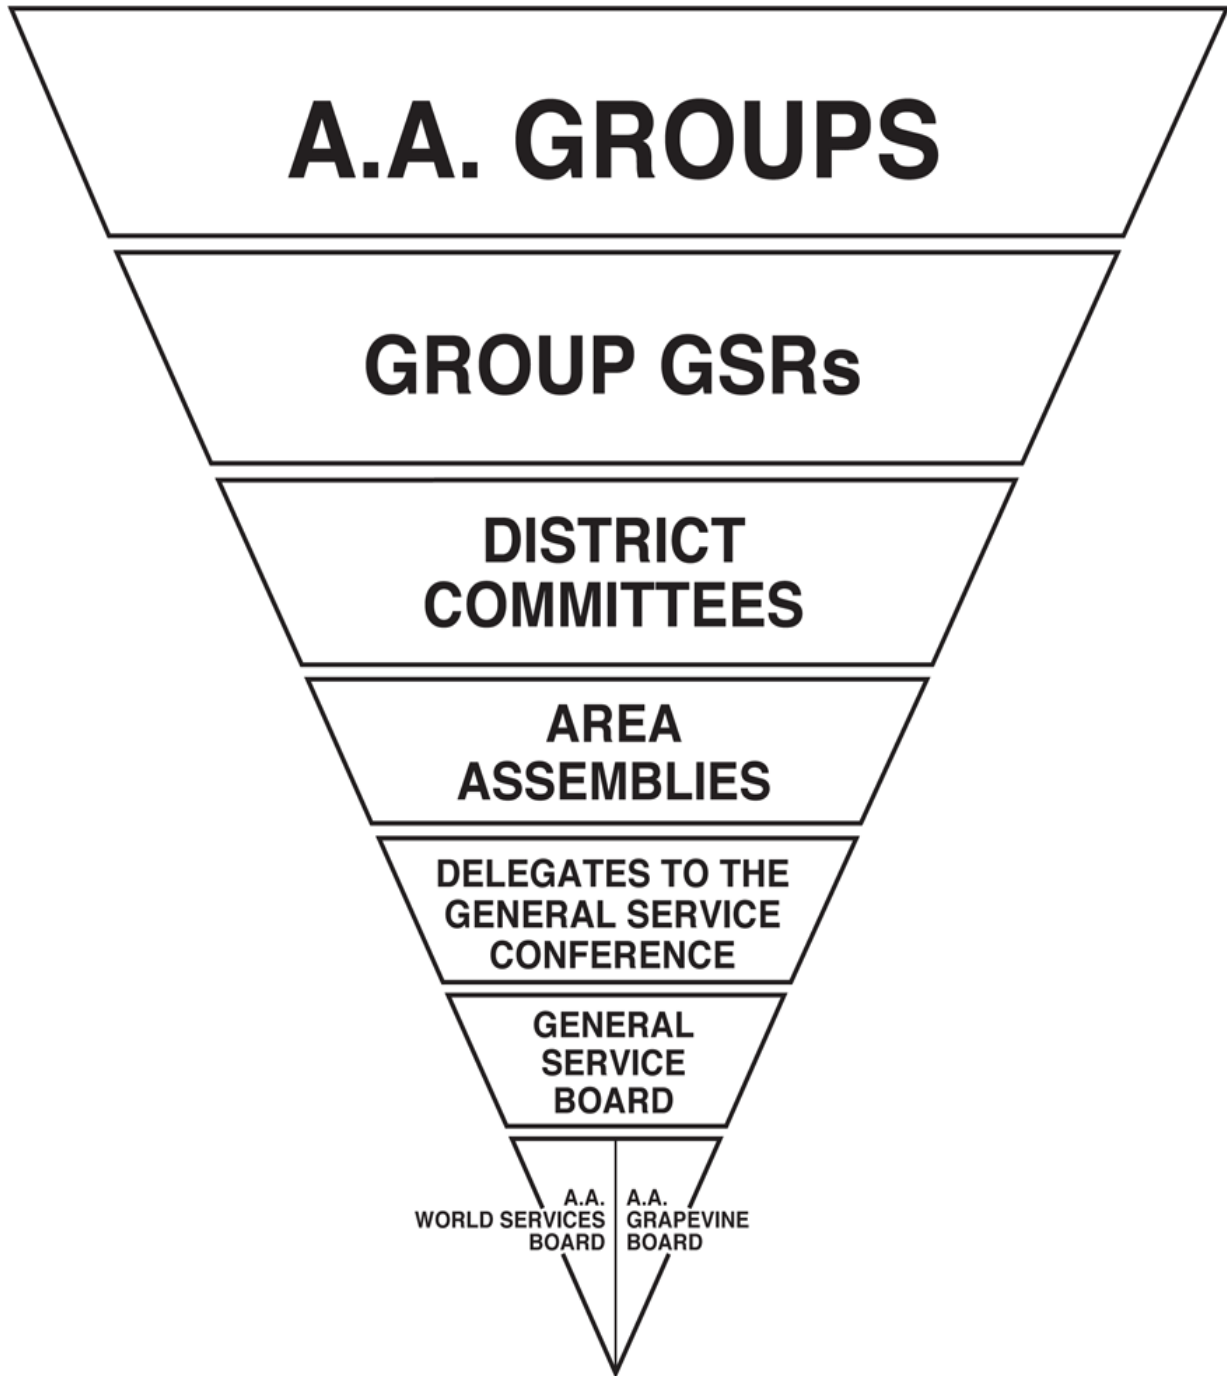 A.A. GROUPS
GROUP GSRs
DISTRICT
COMMITTEES
AREA
ASSEMBLIES
DELEGATES TO THE
GENERAL SERVICE
CONFERENCE
GENERAL
SERVICE
BOARD
A.A.
WORLD SERVICES
BOARD
A.A.
GRAPEVINE
BOARD